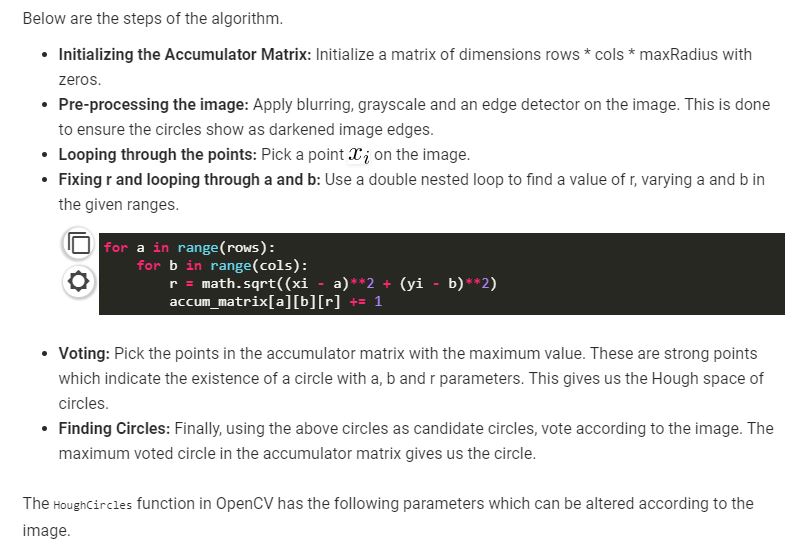 Below are the steps of the algorithm.
• Initializing the Accumulator Matrix: Initialize a matrix of dimensions rows * cols * maxRadius with
zeros.
• Pre-processing the image: Apply blurring, grayscale and an edge detector on the image. This is done
to ensure the circles show as darkened image edges.
• Looping through the points: Pick a point xᵢ on the image.
• Fixing r and looping through a and b: Use a double nested loop to find a value of r, varying a and b in
the given ranges.
for a in range(rows):
    for b in range(cols):
        r = math.sqrt((xi - a)**2 + (yi - b)**2)
        accum_matrix[a][b][r] += 1
• Voting: Pick the points in the accumulator matrix with the maximum value. These are strong points
which indicate the existence of a circle with a, b and r parameters. This gives us the Hough space of
circles.
• Finding Circles: Finally, using the above circles as candidate circles, vote according to the image. The
maximum voted circle in the accumulator matrix gives us the circle.
The HoughCircles function in OpenCV has the following parameters which can be altered according to the
image.